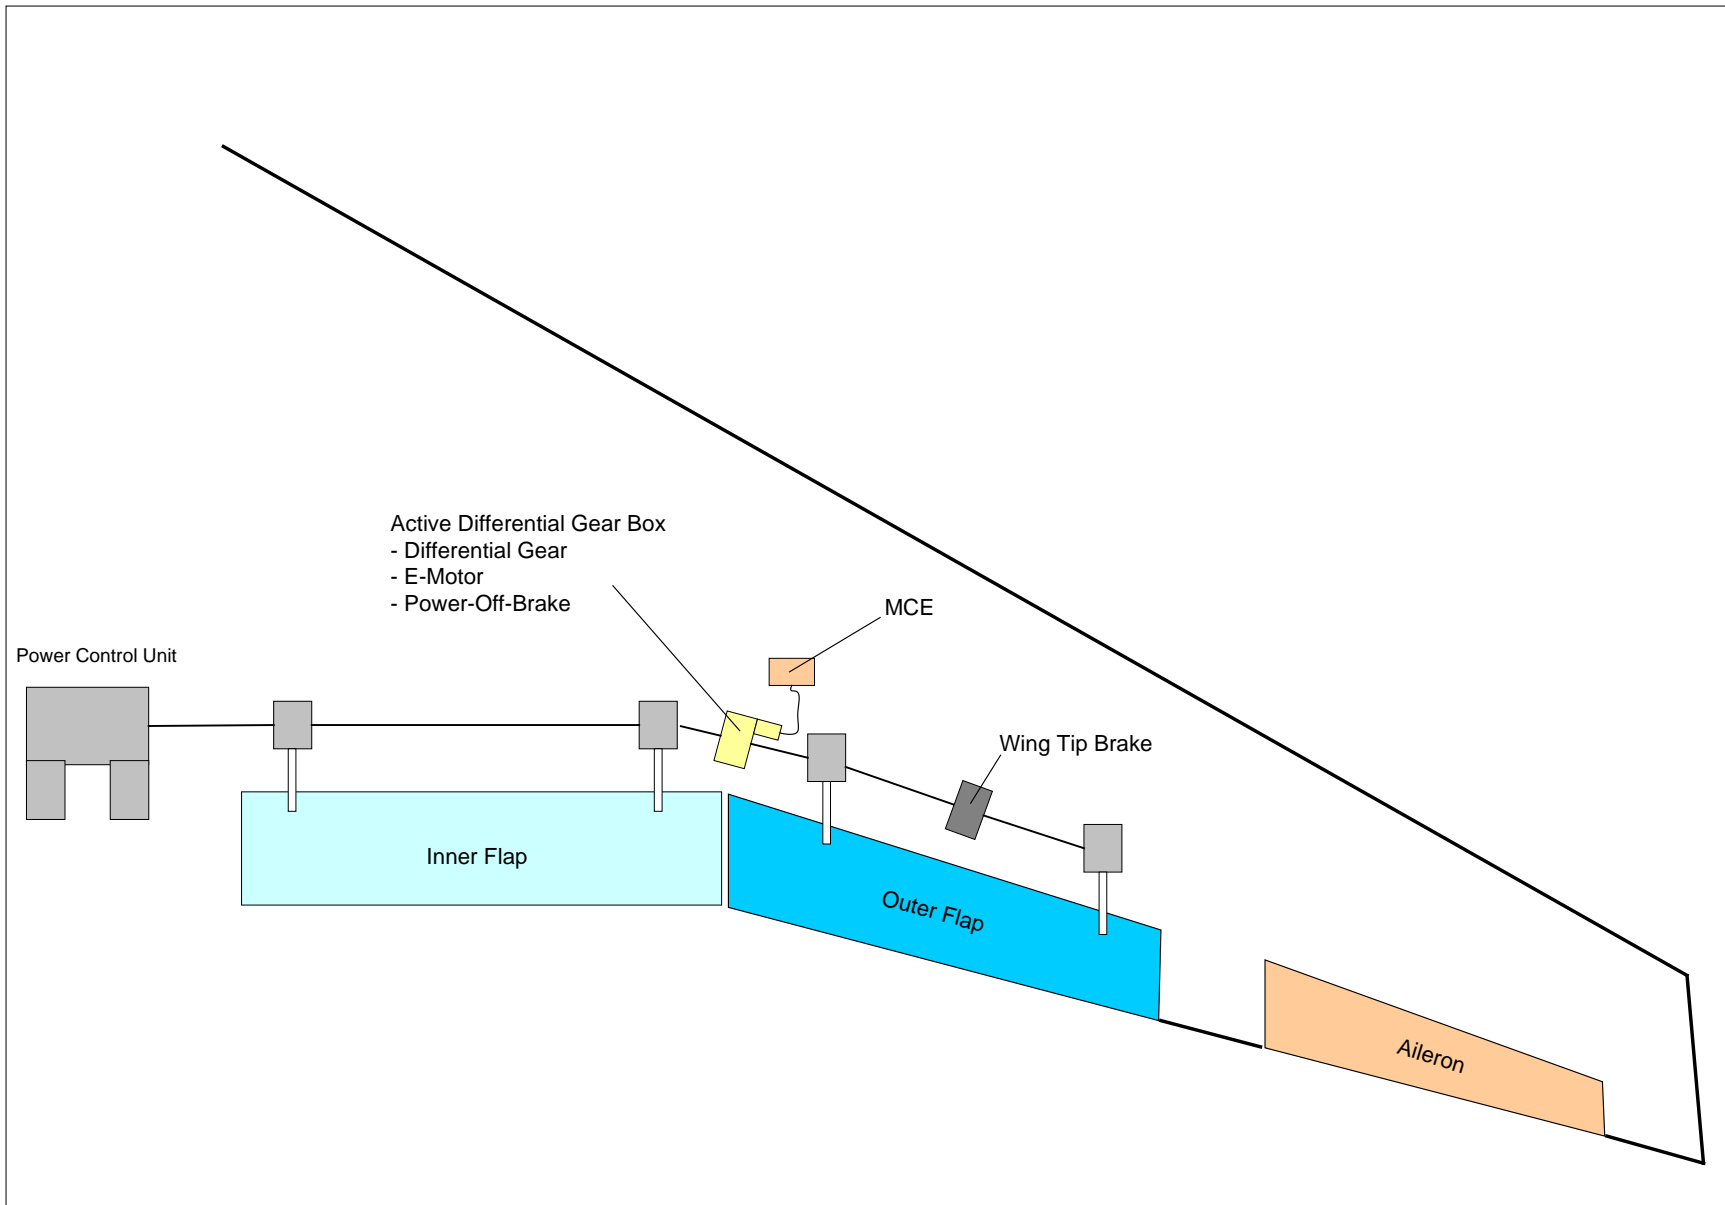 Active Differential Gear Box
- Differential Gear
- E-Motor
- Power-Off-Brake
MCE
Power Control Unit
Wing Tip Brake
Inner Flap
Outer Flap
Aileron